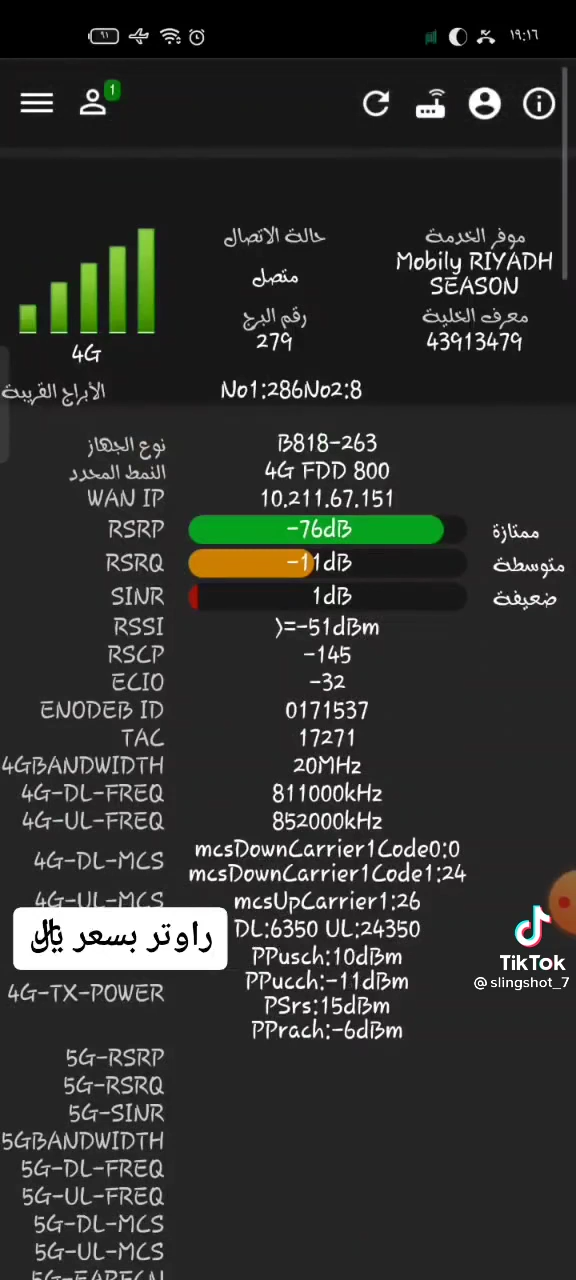 ٩١
١٩:١٦
1
موفر الخدمة
Mobily RIYADH
SEASON
حالة الاتصال
متصل
معرف الخلية
43913479
رقم البرج
279
4G
الأبراج القريبة No1:286No2:8
نوع الجهاز B818-263
النمط المحدد 4G FDD 800
WAN IP 10.211.67.151
RSRP -76dB ممتازة
RSRQ -11dB متوسطة
SINR 1dB ضعيفة
RSSI >=-51dBm
RSCP -145
ECIO -32
ENODEB ID 0171537
TAC 17271
4GBANDWIDTH 20MHz
4G-DL-FREQ 811000kHz
4G-UL-FREQ 852000kHz
4G-DL-MCS mcsDownCarrier1Code0:0
mcsDownCarrier1Code1:24
4G-UL-MCS mcsUpCarrier1:26
راوتر بسعر ﷼
DL:6350 UL:24350
4G-TX-POWER PPusch:10dBm
PPucch:-11dBm
PSrs:15dBm
PPrach:-6dBm
TikTok
@slingshot_7
5G-RSRP
5G-RSRQ
5G-SINR
5GBANDWIDTH
5G-DL-FREQ
5G-UL-FREQ
5G-DL-MCS
5G-UL-MCS
5G-EARFCN